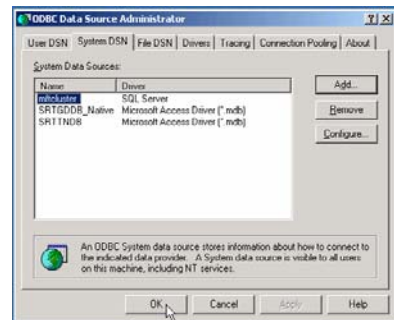 ODBC Data Source Administrator
User DSN System DSN File DSN Drivers Tracing Connection Pooling About
System Data Sources:
Name Driver
mltcluster SQL Server
SRTGDDB_Native Microsoft Access Driver (*.mdb)
SRTTNDB Microsoft Access Driver (*.mdb)
Add...
Remove
Configure...
An ODBC System data source stores information about how to connect to
the indicated data provider. A System data source is visible to all users
on this machine, including NT services.
OK Cancel Apply Help